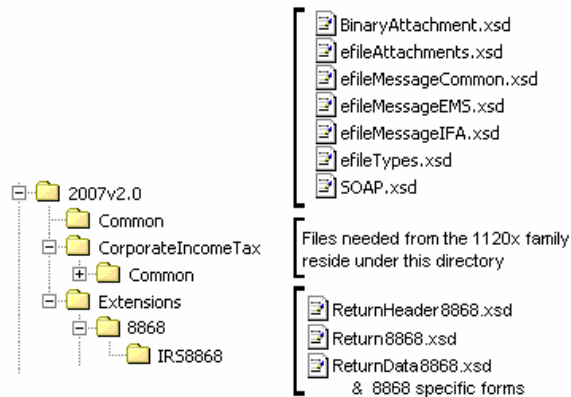 BinaryAttachment.xsd
efileAttachments.xsd
efileMessageCommon.xsd
efileMessageEMS.xsd
efileMessageIFA.xsd
efileTypes.xsd
SOAP.xsd
2007v2.0
Common
CorporateIncomeTax
Common
Extensions
8868
IRS8868
Files needed from the 1120x family
reside under this directory
ReturnHeader8868.xsd
Return8868.xsd
ReturnData8868.xsd
& 8868 specific forms